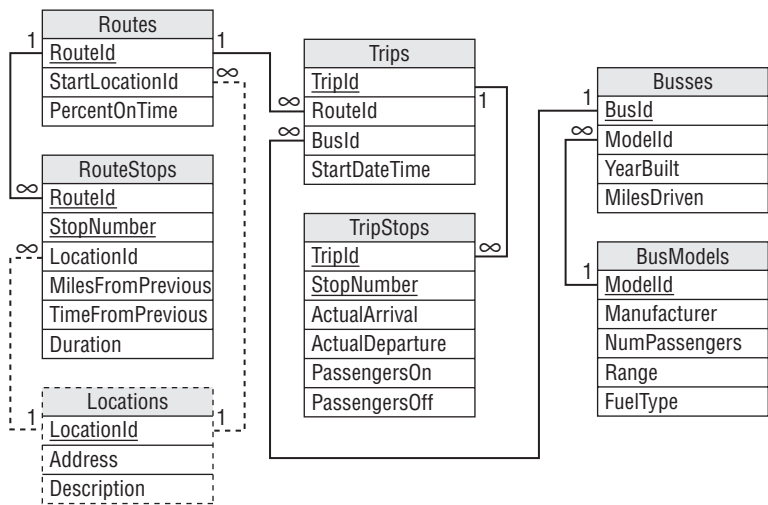 Routes
1
RouteId
1
StartLocationId
∞
PercentOnTime
RouteStops
∞
RouteId
StopNumber
∞
LocationId
MilesFromPrevious
TimeFromPrevious
Duration
Locations
1
LocationId
1
Address
Description
Trips
TripId
1
∞
RouteId
∞
BusId
StartDateTime
TripStops
TripId
∞
StopNumber
ActualArrival
ActualDeparture
PassengersOn
PassengersOff
Busses
1
BusId
∞
ModelId
YearBuilt
MilesDriven
BusModels
1
ModelId
Manufacturer
NumPassengers
Range
FuelType